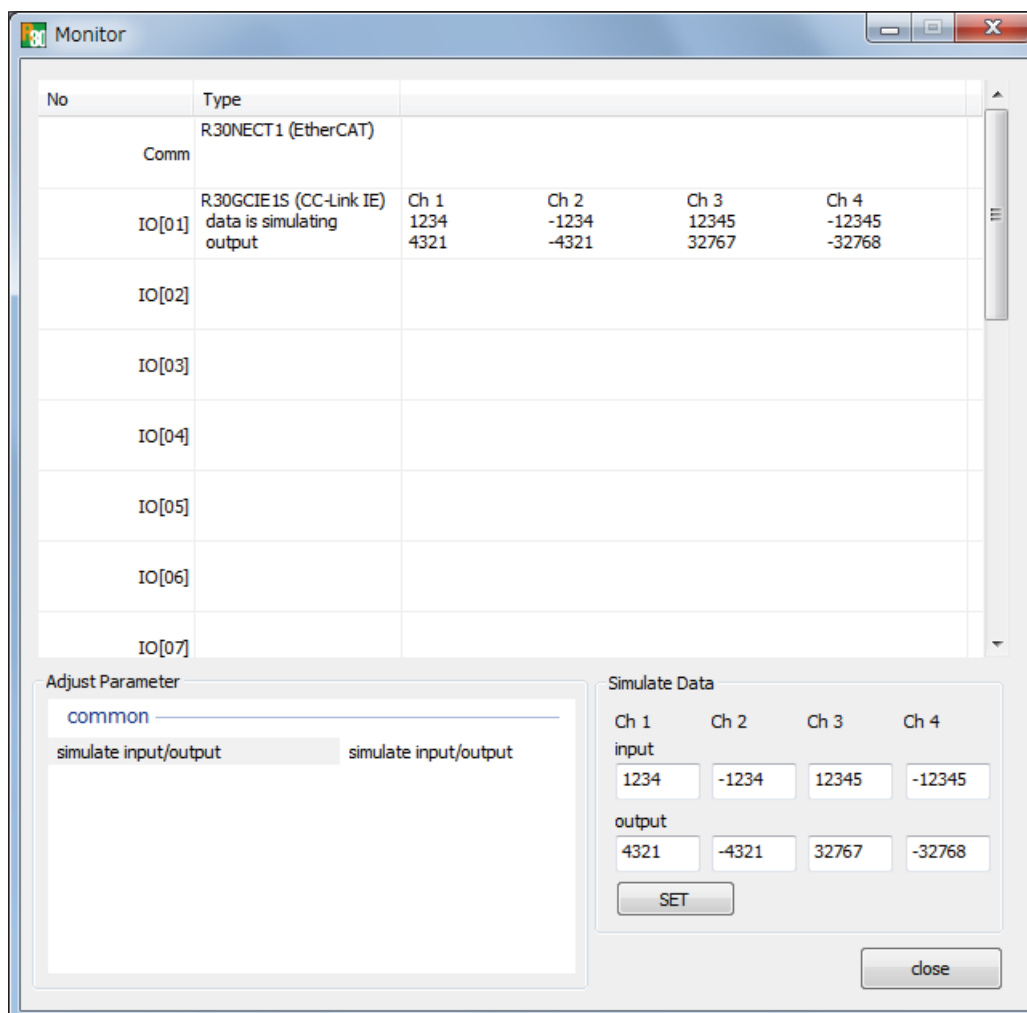 Monitor
No Type
R30NECT1 (EtherCAT)
Comm
R30GCIE1S (CC-Link IE) Ch 1 Ch 2 Ch 3 Ch 4
IO[01] data is simulating 1234 -1234 12345 -12345
output 4321 -4321 32767 -32768
IO[02]
IO[03]
IO[04]
IO[05]
IO[06]
IO[07]
Adjust Parameter
common
simulate input/output simulate input/output
Simulate Data
Ch 1 Ch 2 Ch 3 Ch 4
input
1234 -1234 12345 -12345
output
4321 -4321 32767 -32768
SET
close